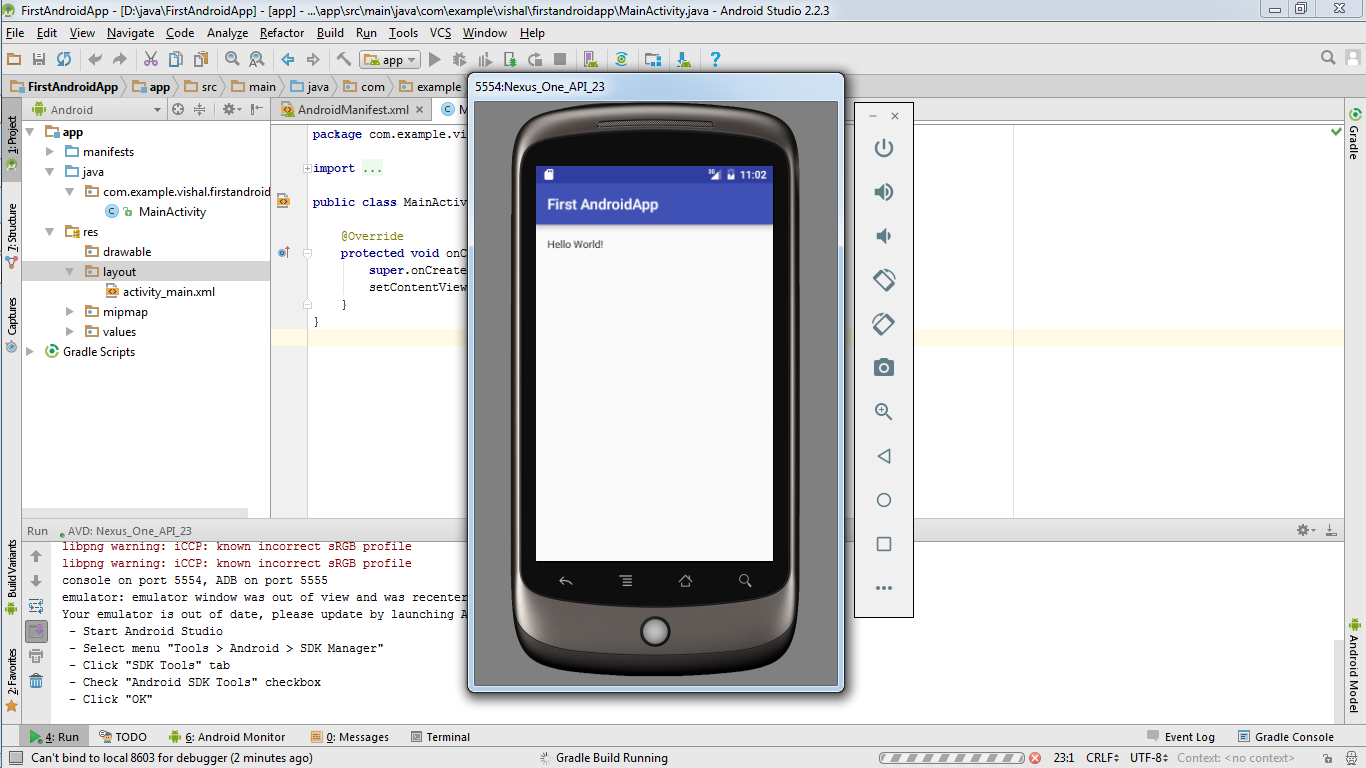 FirstAndroidApp - [D:\java\FirstAndroidApp] - [app] - ...\app\src\main\java\com\example\vishal\firstandroidapp\MainActivity.java - Android Studio 2.2.3
File Edit View Navigate Code Analyze Refactor Build Run Tools VCS Window Help
app
FirstAndroidApp app src main java com example
5554:Nexus_One_API_23
Android
AndroidManifest.xml
1: Project
7: Structure
Captures
Build Variants
2: Favorites
app
manifests
java
com.example.vishal.firstandroid
MainActivity
res
drawable
layout
activity_main.xml
mipmap
values
Gradle Scripts
package com.example.vi
import ...
public class MainActiv
@Override
protected void onC
super.onCreate
setContentView
}
}
36 11:02
First AndroidApp
Hello World!
Gradle
Android Model
Run AVD: Nexus_One_API_23
libpng warning: iCCP: known incorrect sRGB profile
libpng warning: iCCP: known incorrect sRGB profile
console on port 5554, ADB on port 5555
emulator: emulator window was out of view and was recenter
Your emulator is out of date, please update by launching A
- Start Android Studio
- Select menu "Tools > Android > SDK Manager"
- Click "SDK Tools" tab
- Check "Android SDK Tools" checkbox
- Click "OK"
4: Run TODO 6: Android Monitor 0: Messages Terminal Event Log Gradle Console
Can't bind to local 8603 for debugger (2 minutes ago) Gradle Build Running 23:1 CRLF UTF-8 Context: <no context>